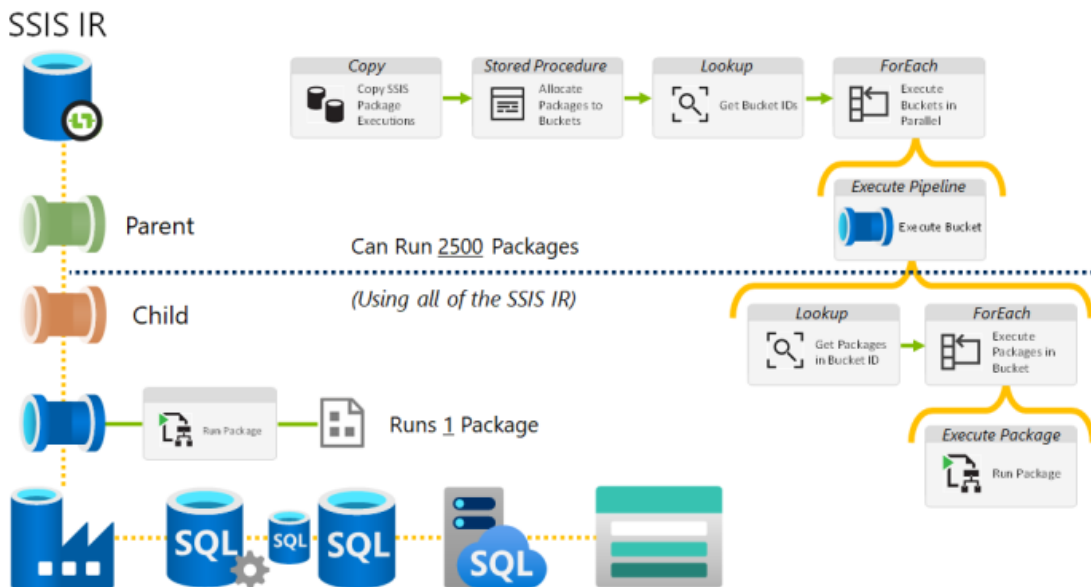 SSIS IR
Copy
Copy SSIS
Package
Executions
Stored Procedure
Allocate
Packages to
Buckets
Lookup
Get Bucket IDs
ForEach
Execute
Buckets in
Parallel
Execute Pipeline
Execute Bucket
Parent
Can Run 2500 Packages
(Using all of the SSIS IR)
Child
Lookup
Get Packages
in Bucket ID
ForEach
Execute
Packages in
Bucket
Run Package
Runs 1 Package
Execute Package
Run Package
SQL
SQL
SQL
SQL